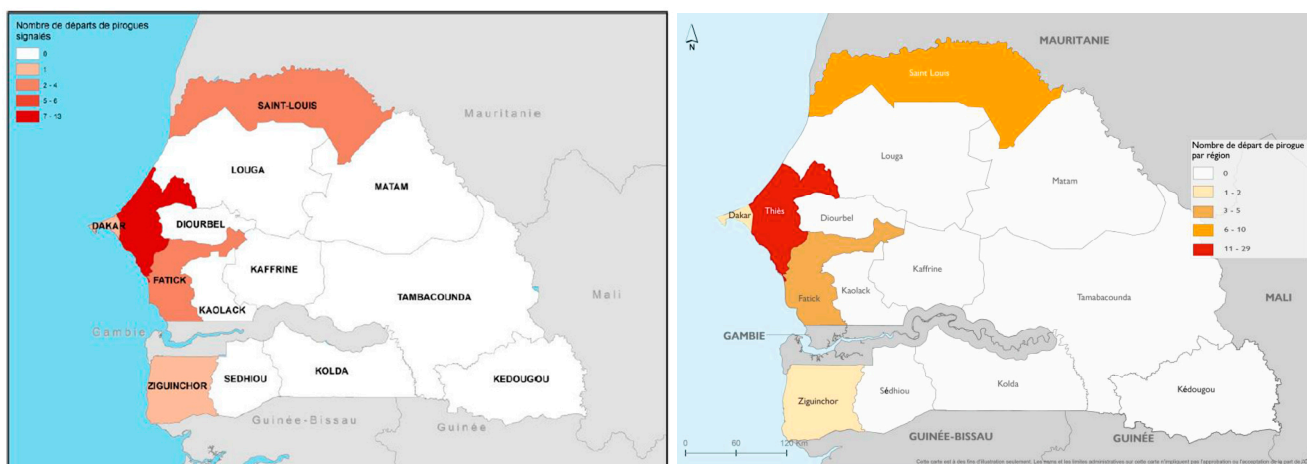 Nombre de départs de pirogues
signalés
0
1
2 - 4
5 - 6
7 - 13
SAINT-LOUIS
Mauritanie
LOUGA
MATAM
DAKAR
DIOURBEL
KAFFRINE
FATICK
KAOLACK
TAMBACOUNDA
Mali
Gambie
ZIGUINCHOR
SEDHIOU
KOLDA
KEDOUGOU
Guinée-Bissau
Guinée
N
MAURITANIE
Saint Louis
Nombre de départ de pirogue
par région
0
1 - 2
3 - 5
6 - 10
11 - 29
Louga
Matam
Dakar
Thiès
Diourbel
Kaffrine
Fatick
Kaolack
Tamabacounda
MALI
GAMBIE
Ziguinchor
Sédhiou
Kolda
Kédougou
0 60 120 Km
GUINÉE-BISSAU
GUINÉE